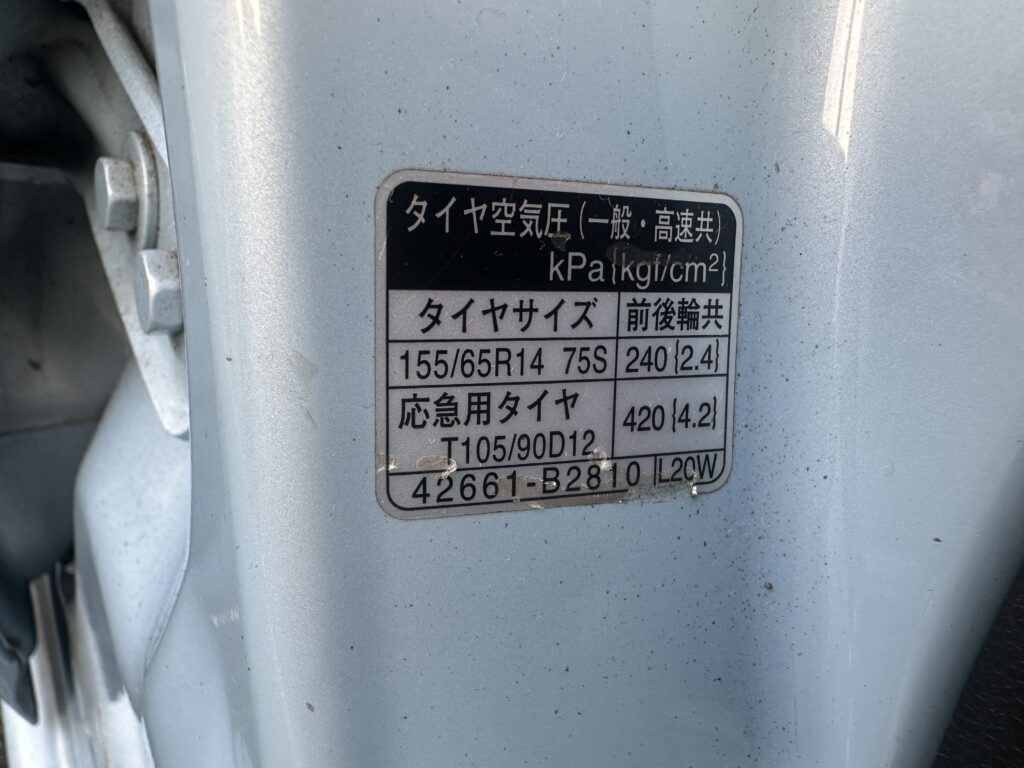 タイヤ空気圧(一般・高速共)
kPa{kgf/cm²}
タイヤサイズ 前後輪共
155/65R14 75S 240{2.4}
応急用タイヤ 420{4.2}
T105/90D12
42661-B2810 L20W